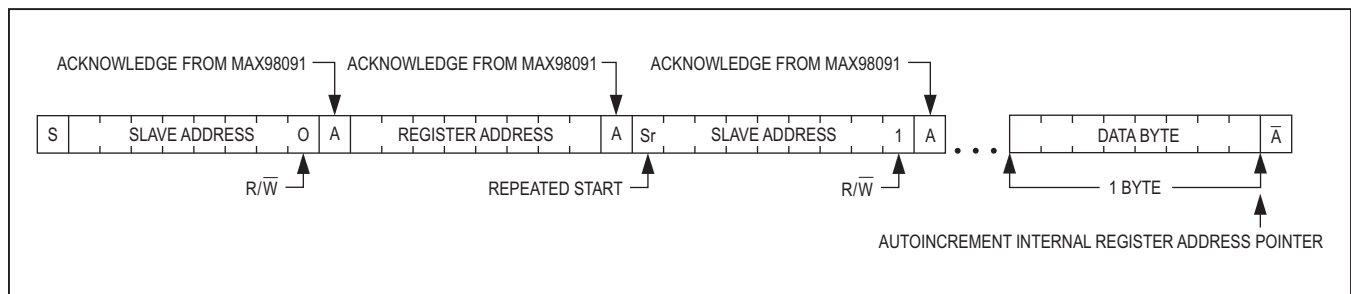 ACKNOWLEDGE FROM MAX98091 ACKNOWLEDGE FROM MAX98091 ACKNOWLEDGE FROM MAX98091
S SLAVE ADDRESS O A REGISTER ADDRESS A Sr SLAVE ADDRESS 1 A ... DATA BYTE A̅
R/W̅ REPEATED START R/W̅ 1 BYTE
AUTOINCREMENT INTERNAL REGISTER ADDRESS POINTER